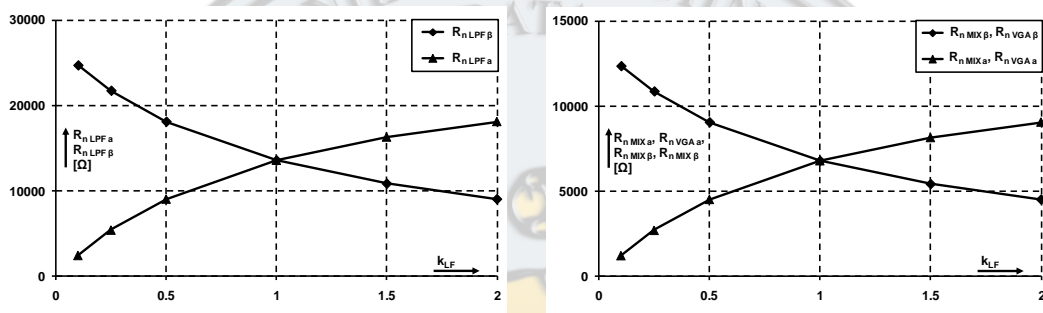 30000
20000
10000
0
R n LPF β
R n LPF a
R n LPF a
R n LPF β
[Ω]
k LF
0 0.5 1 1.5 2
15000
10000
5000
0
R n MIX β, R n VGA β
R n MIX a, R n VGA a
R n MIX a, R n VGA a,
R n MIX β, R n MIX β
[Ω]
k LF
0 0.5 1 1.5 2